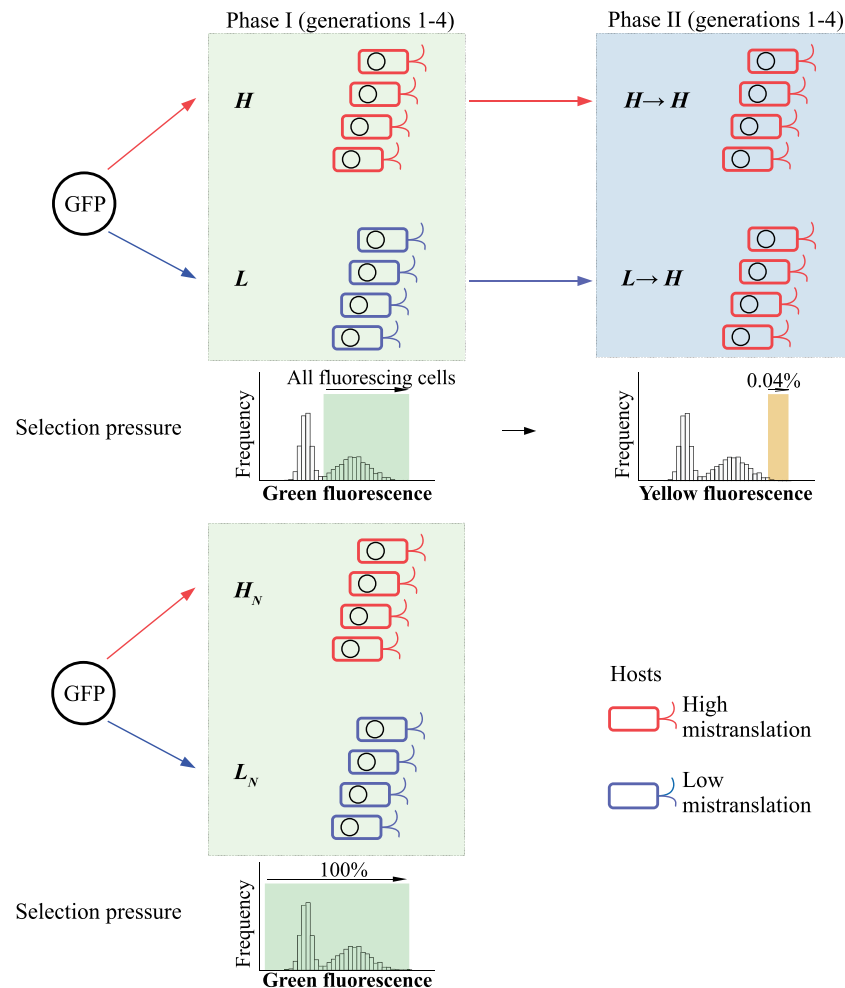 Phase I (generations 1-4)
Phase II (generations 1-4)
GFP
H
H→ H
L
L→ H
All fluorescing cells
0.04%
Selection pressure
Frequency
Green fluorescence
Frequency
Yellow fluorescence
GFP
H_N
L_N
Hosts
High
mistranslation
Low
mistranslation
100%
Selection pressure
Frequency
Green fluorescence